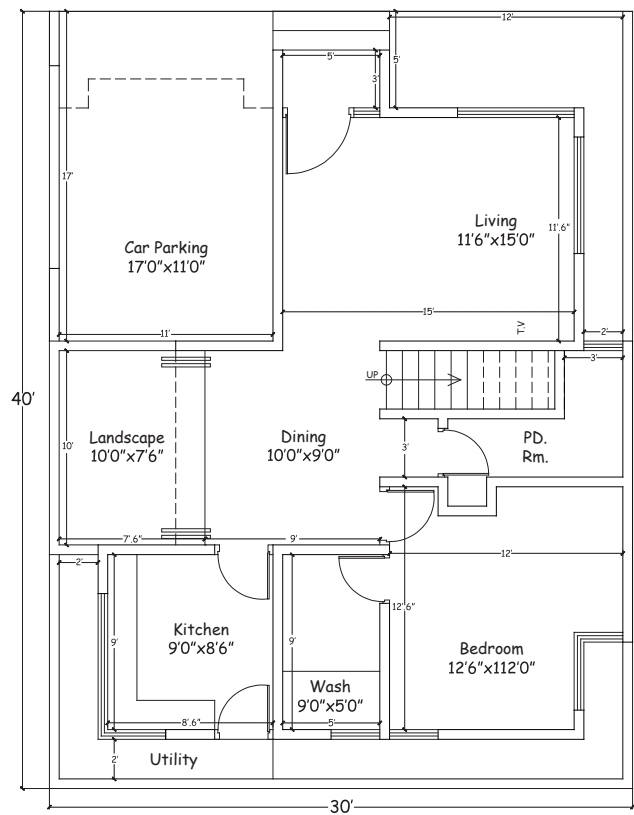 12'
5'
5'
3'
17'
Living
11'6"x15'0"
11'.6"
Car Parking
17'0"x11'0"
15'
T.V
11'
2'
3'
UP
40'
Landscape
10'0"x7'6"
10'
Dining
10'0"x9'0"
3'
PD.
Rm.
7'.6"
9'
2'
12'
12'.6"
Kitchen
9'0"x8'6"
9'
9'
Bedroom
12'6"x112'0"
Wash
9'0"x5'0"
8'.6"
5'
2'
Utility
30'